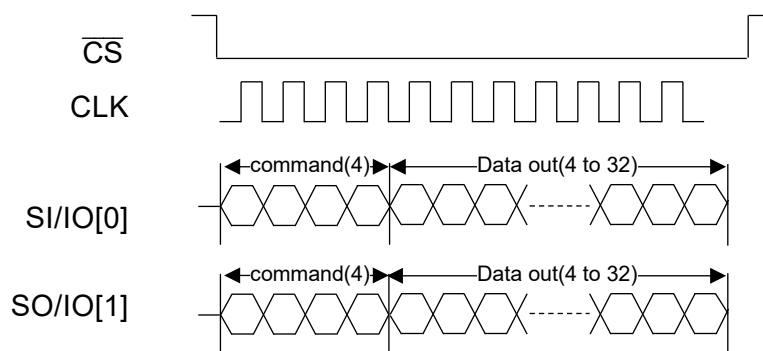 C̅S̅
CLK
command(4) Data out(4 to 32)
SI/IO[0]
command(4) Data out(4 to 32)
SO/IO[1]